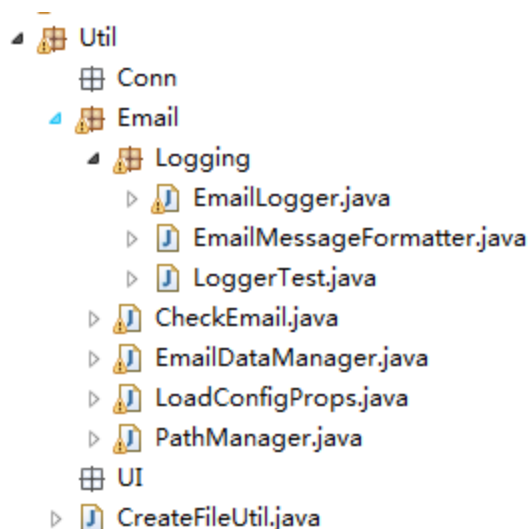 Util
Conn
Email
Logging
EmailLogger.java
EmailMessageFormatter.java
LoggerTest.java
CheckEmail.java
EmailDataManager.java
LoadConfigProps.java
PathManager.java
UI
CreateFileUtil.java